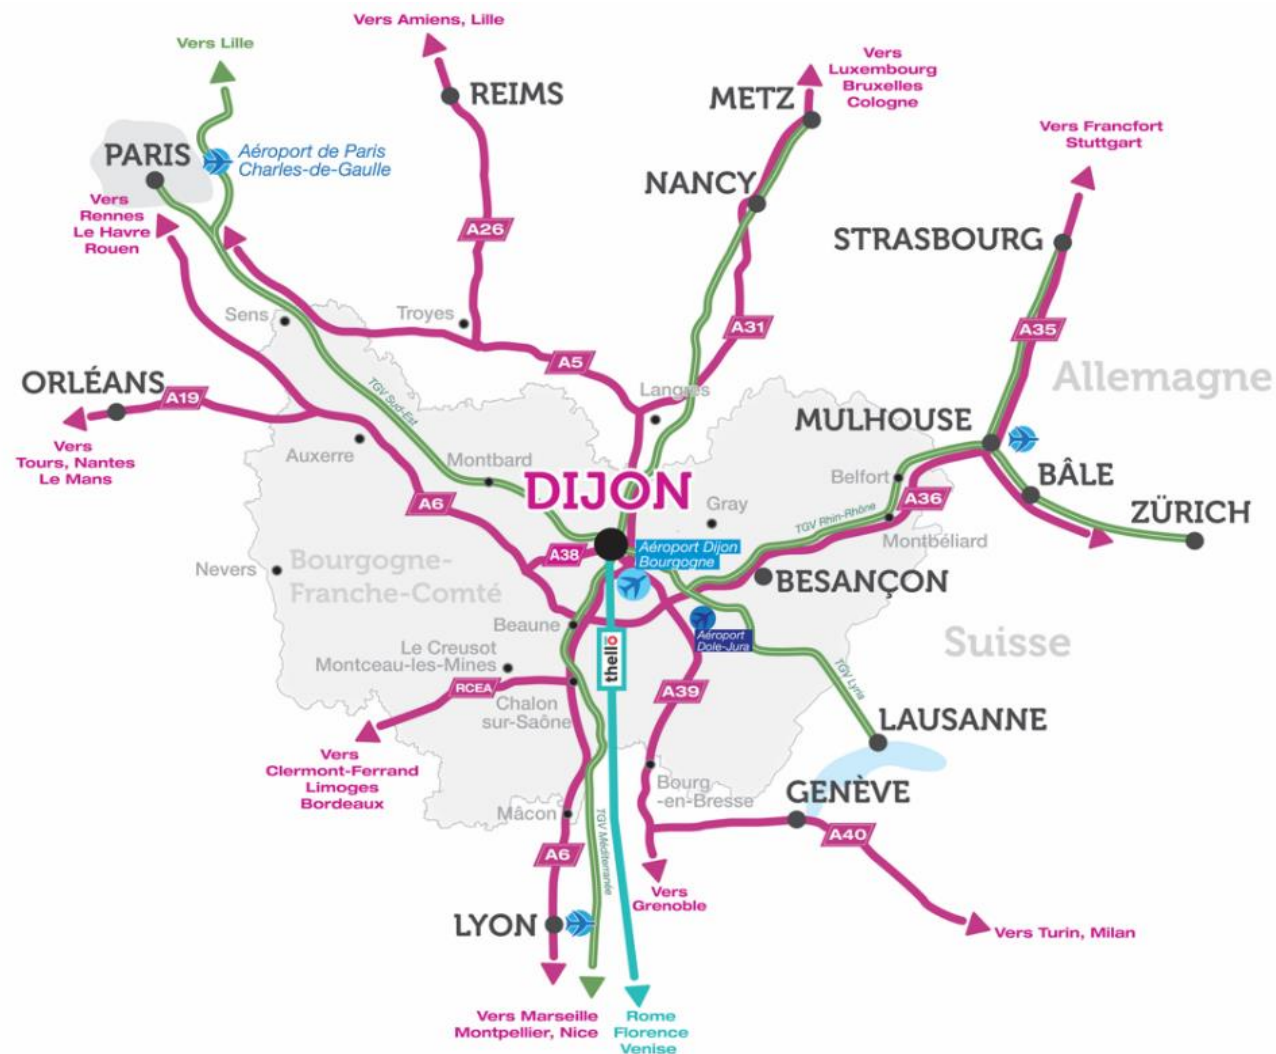 Vers Amiens, Lille
Vers Lille
Vers
Luxembourg
Bruxelles
Cologne
REIMS
METZ
Vers Francfort
Stuttgart
PARIS
Aéroport de Paris
Charles-de-Gaulle
NANCY
Vers
Rennes
Le Havre
Rouen
A26
STRASBOURG
Sens
Troyes
A31
A35
A5
Allemagne
ORLÉANS
A19
TGV Sud-Est
Langres
MULHOUSE
Vers
Tours, Nantes
Le Mans
Auxerre
Montbard
Belfort
BÂLE
DIJON
A6
Gray
A36
ZÜRICH
TGV Rhin-Rhône
Montbéliard
A38
Aéroport Dijon
Bourgogne
Nevers
Bourgogne-
Franche-Comté
BESANÇON
Beaune
Aéroport
Dole-Jura
Suisse
Le Creusot
Montceau-les-Mines
thello
TGV Lyria
RCEA
A39
Chalon
sur-Saône
LAUSANNE
Vers
Clermont-Ferrand
Limoges
Bordeaux
Bourg
-en-Bresse
GENÈVE
Mâcon
TGV Méditerranée
A40
A6
Vers
Grenoble
LYON
Vers Turin, Milan
Vers Marseille
Montpellier, Nice
Rome
Florence
Venise